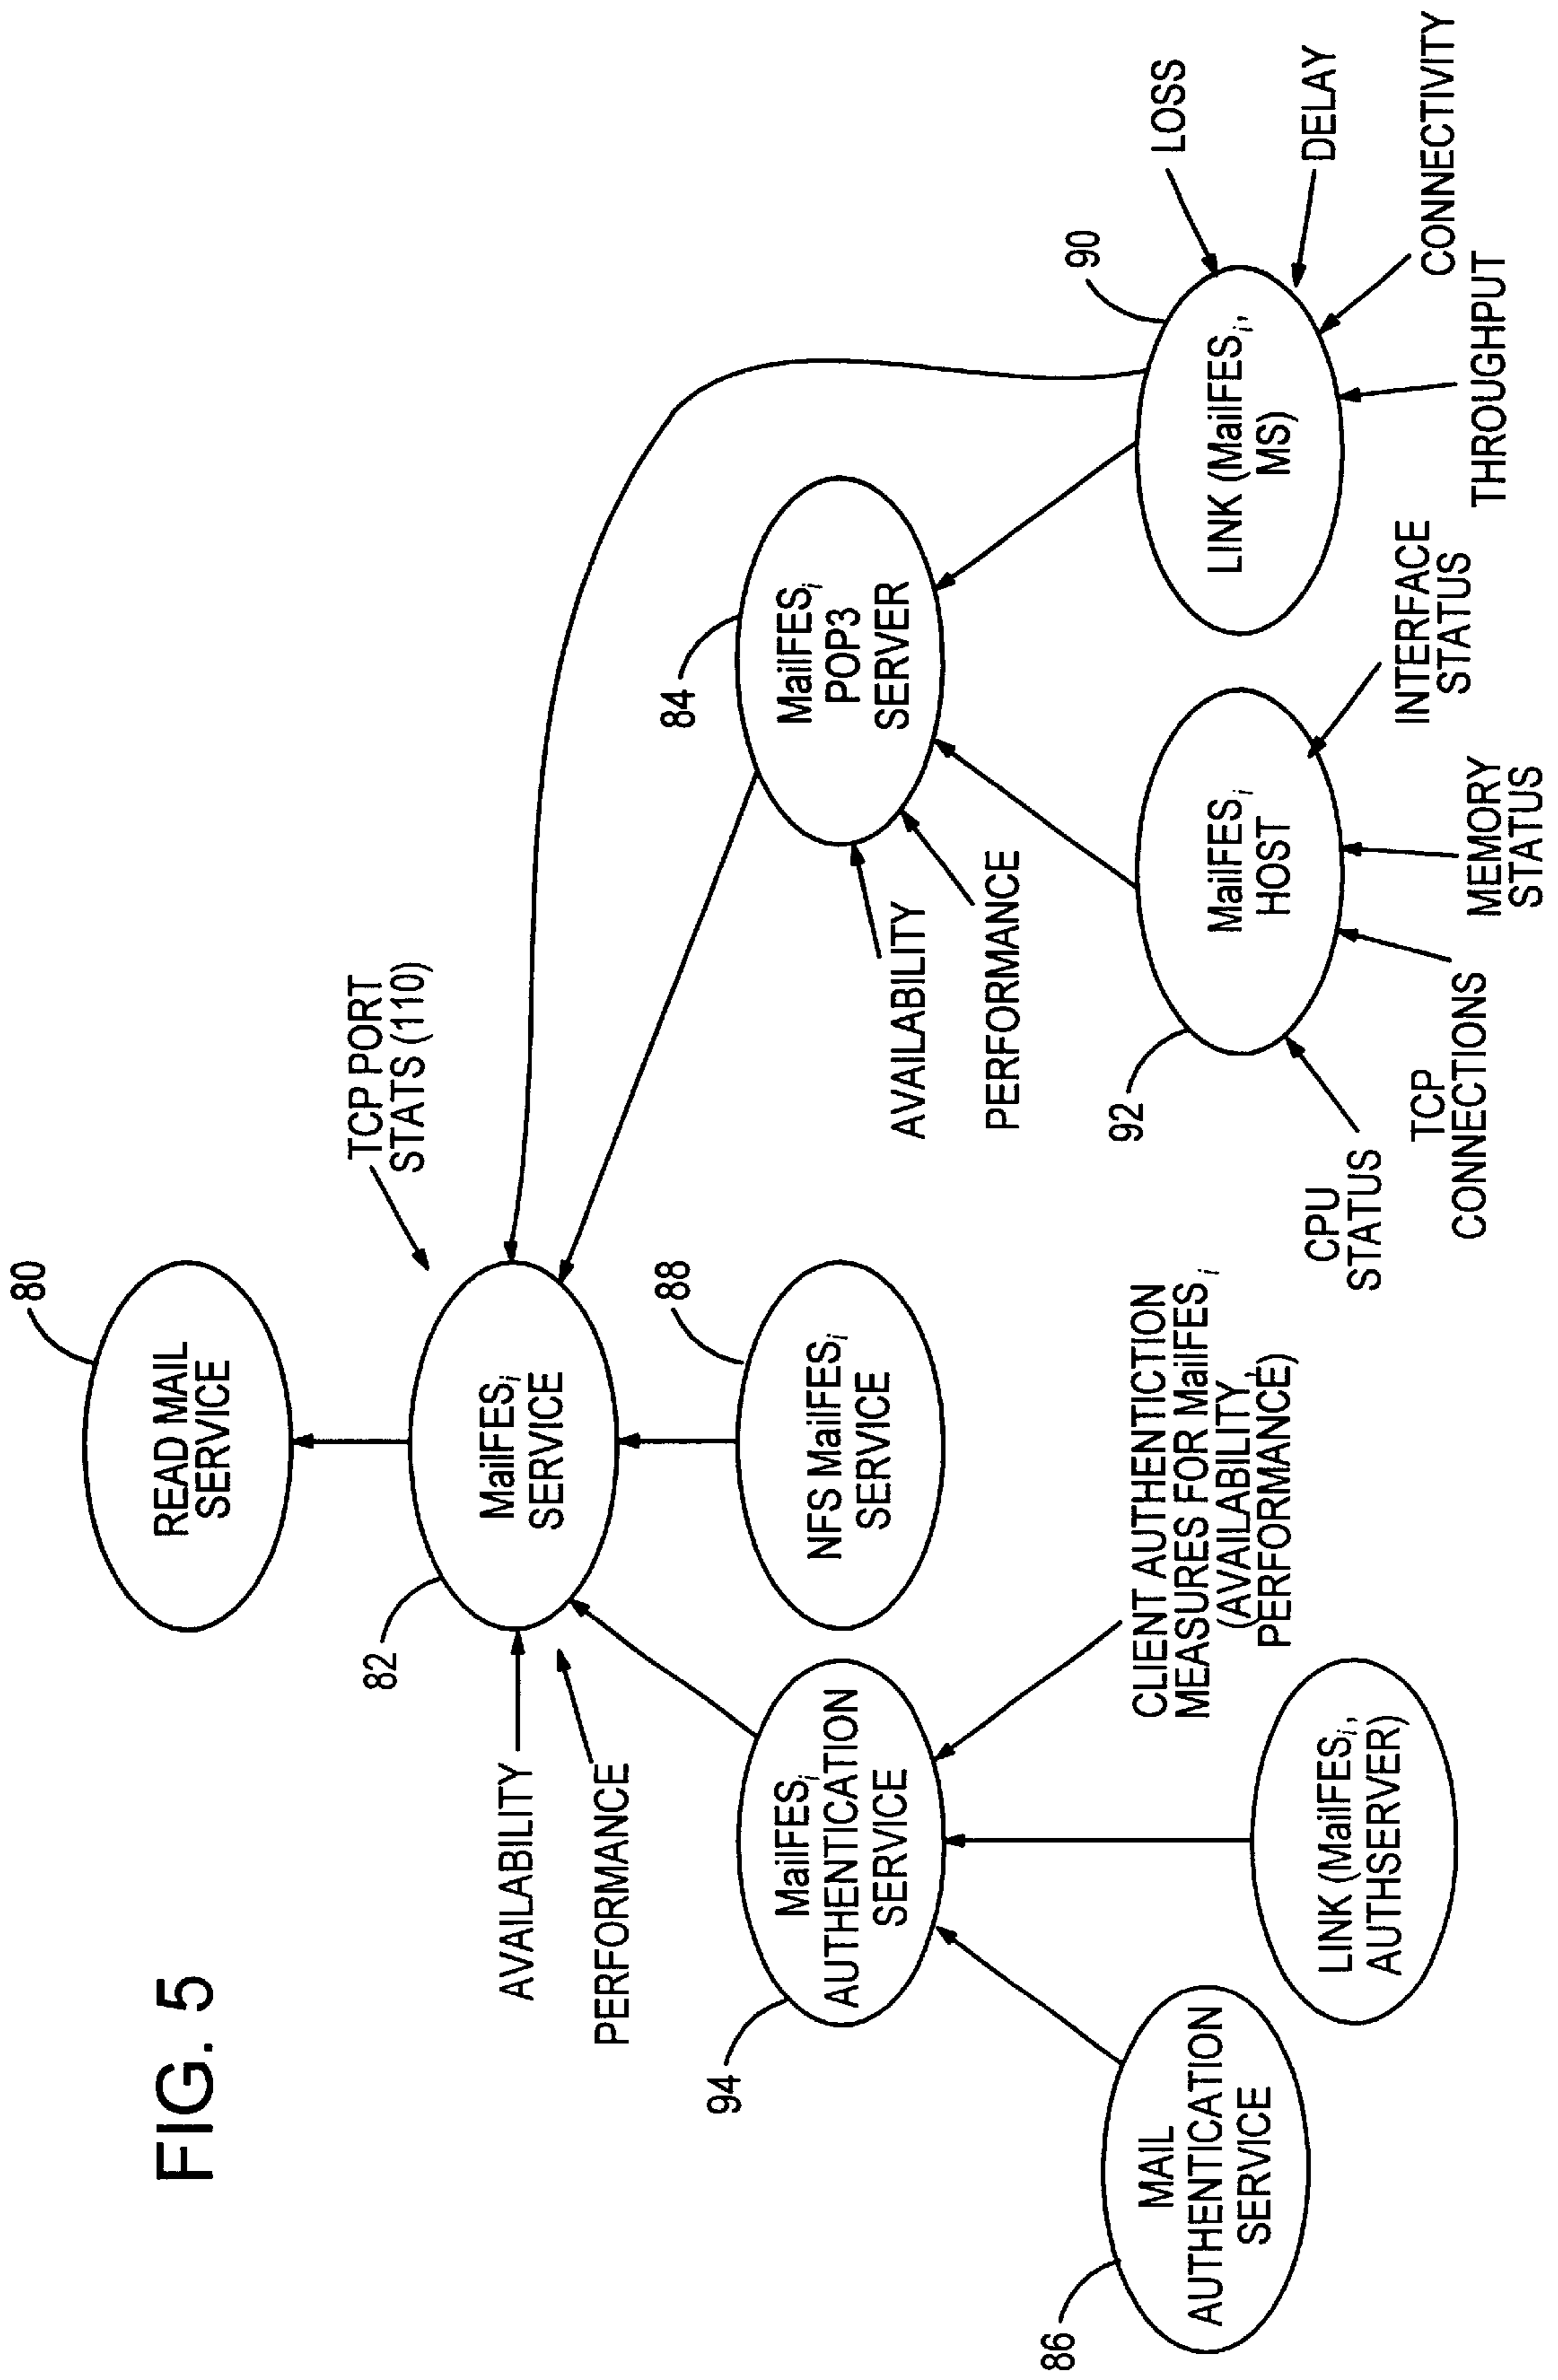 FIG. 5
80
READ MAIL
SERVICE
TCP PORT
STATS (110)
82
MailFESi
SERVICE
AVAILABILITY
PERFORMANCE
84
MailFESi
POP3
SERVER
88
NFS MailFESi
SERVICE
94
MailFESi
AUTHENTICATION
SERVICE
AVAILABILITY
PERFORMANCE
90
LINK (MailFESi,
MS)
LOSS
DELAY
CONNECTIVITY
THROUGHPUT
92
MailFESi
HOST
INTERFACE
STATUS
MEMORY
STATUS
TCP
CONNECTIONS
CPU
STATUS
CLIENT AUTHENTICTION
MEASURES FOR MailFESi
(AVAILABILITY,
PERFORMANCE)
86
MAIL
AUTHENTICATION
SERVICE
LINK (MailFESi,
AUTHSERVER)